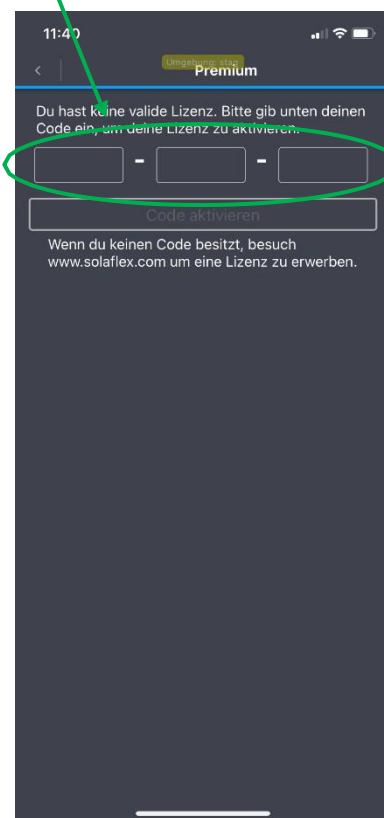 11:40
Umgebung: stag
Premium
Du hast keine valide Lizenz. Bitte gib unten deinen
Code ein, um deine Lizenz zu aktivieren.
- -
Code aktivieren
Wenn du keinen Code besitzt, besuch
www.solaflex.com um eine Lizenz zu erwerben.